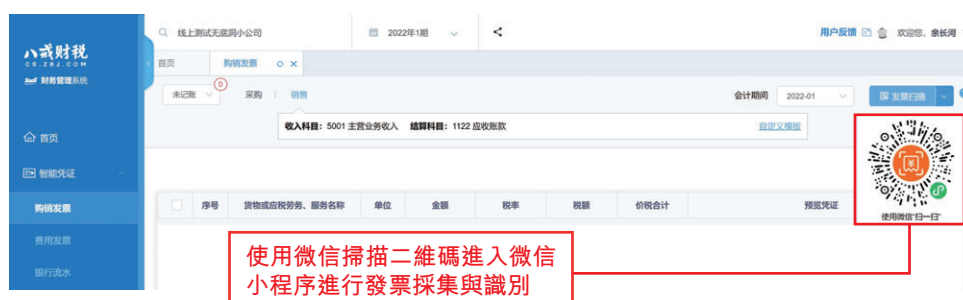 线上测试无底洞小公司 2022年1期 用户反馈 欢迎您，余长河
八戒财税
CS.ZBJ.COM
财务管理系统
首页 购销发票
未记账 0 采购 销售 会计期间 2022-01 发票扫描
收入科目：5001 主营业务收入 结算科目：1122 应收账款 自定义模板
首页
智能凭证
序号 货物或应税劳务、服务名称 单位 金额 税率 税额 价税合计 预览凭证
使用微信“扫一扫”
购销发票
费用发票
银行流水
使用微信掃描二維碼進入微信
小程序進行發票採集與識別